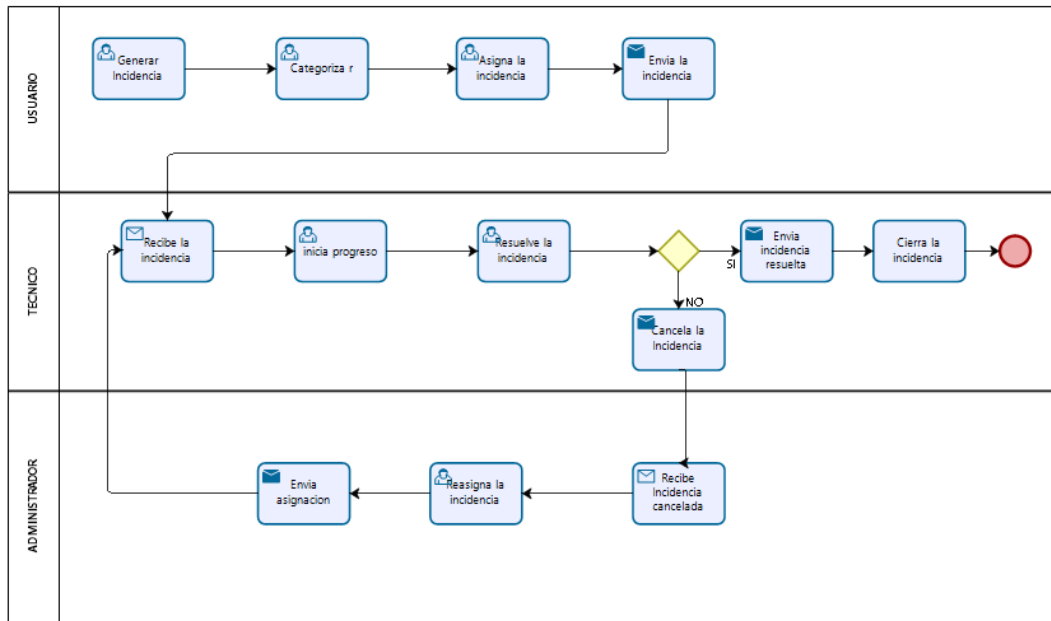 USUARIO
Generar
Incidencia
Categoriza r
Asigna la
incidencia
Envia la
incidencia
TECNICO
Recibe la
incidencia
inicia progreso
Resuelve la
incidencia
SI
Envia
incidencia
resuelta
Cierra la
incidencia
NO
Cancela la
Incidencia
ADMINISTRADOR
Envia
asignacion
Reasigna la
incidencia
Recibe
Incidencia
cancelada